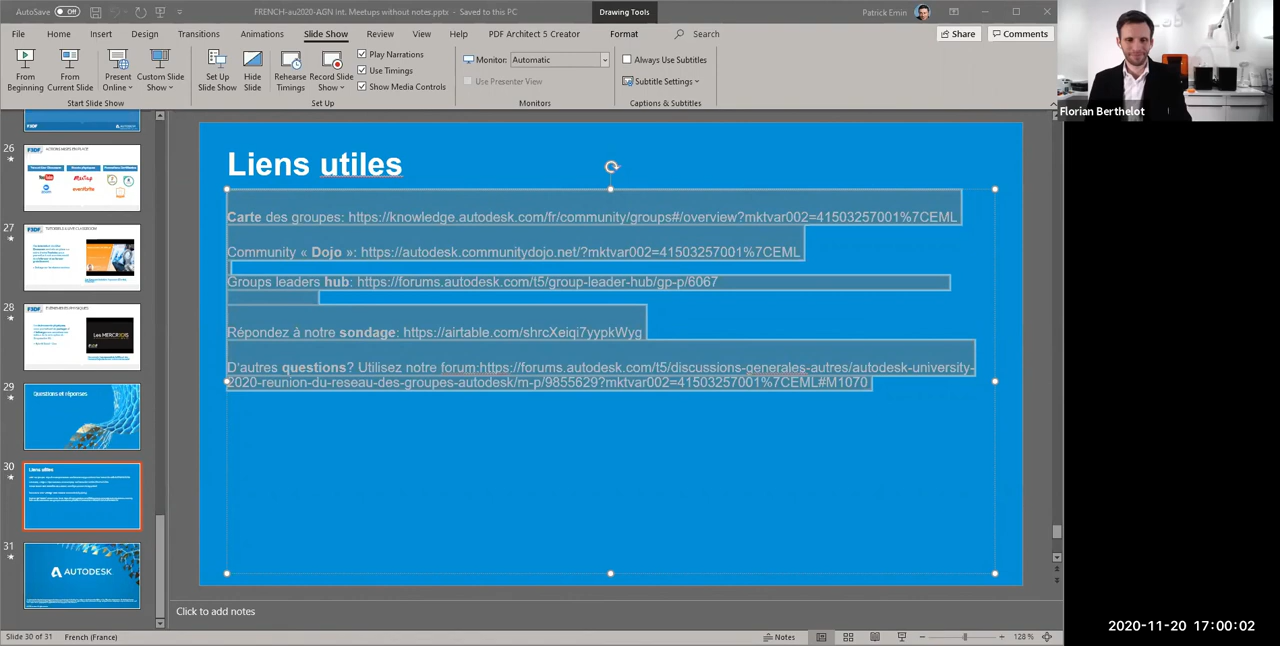 AutoSave Off
FRENCH-au2020-AGN Int. Meetups without notes.pptx - Saved to this PC
Drawing Tools
Patrick Emin
File Home Insert Design Transitions Animations Slide Show Review View Help PDF Architect 5 Creator Format Search
Share Comments
From Beginning
From Current Slide
Present Online
Custom Slide Show
Set Up Slide Show
Hide Slide
Rehearse Timings
Record Slide Show
Play Narrations
Use Timings
Show Media Controls
Monitor: Automatic
Use Presenter View
Always Use Subtitles
Subtitle Settings
Start Slide Show
Set Up
Monitors
Captions & Subtitles
Florian Berthelot
26
27
28
29
Questions et réponses
30
Liens utiles
31
AUTODESK
Liens utiles
Carte des groupes: https://knowledge.autodesk.com/fr/community/groups#/overview?mktvar002=41503257001%7CEML
Community « Dojo »: https://autodesk.communitydojo.net/?mktvar002=41503257001%7CEML
Groups leaders hub: https://forums.autodesk.com/t5/group-leader-hub/gp-p/6067
Répondez à notre sondage: https://airtable.com/shrcXeiqi7yypkWyg
D'autres questions? Utilisez notre forum:https://forums.autodesk.com/t5/discussions-generales-autres/autodesk-university-
2020-reunion-du-reseau-des-groupes-autodesk/m-p/9855629?mktvar002=41503257001%7CEML#M1070
Click to add notes
Slide 30 of 31 French (France)
Notes
128 %
2020-11-20 17:00:02